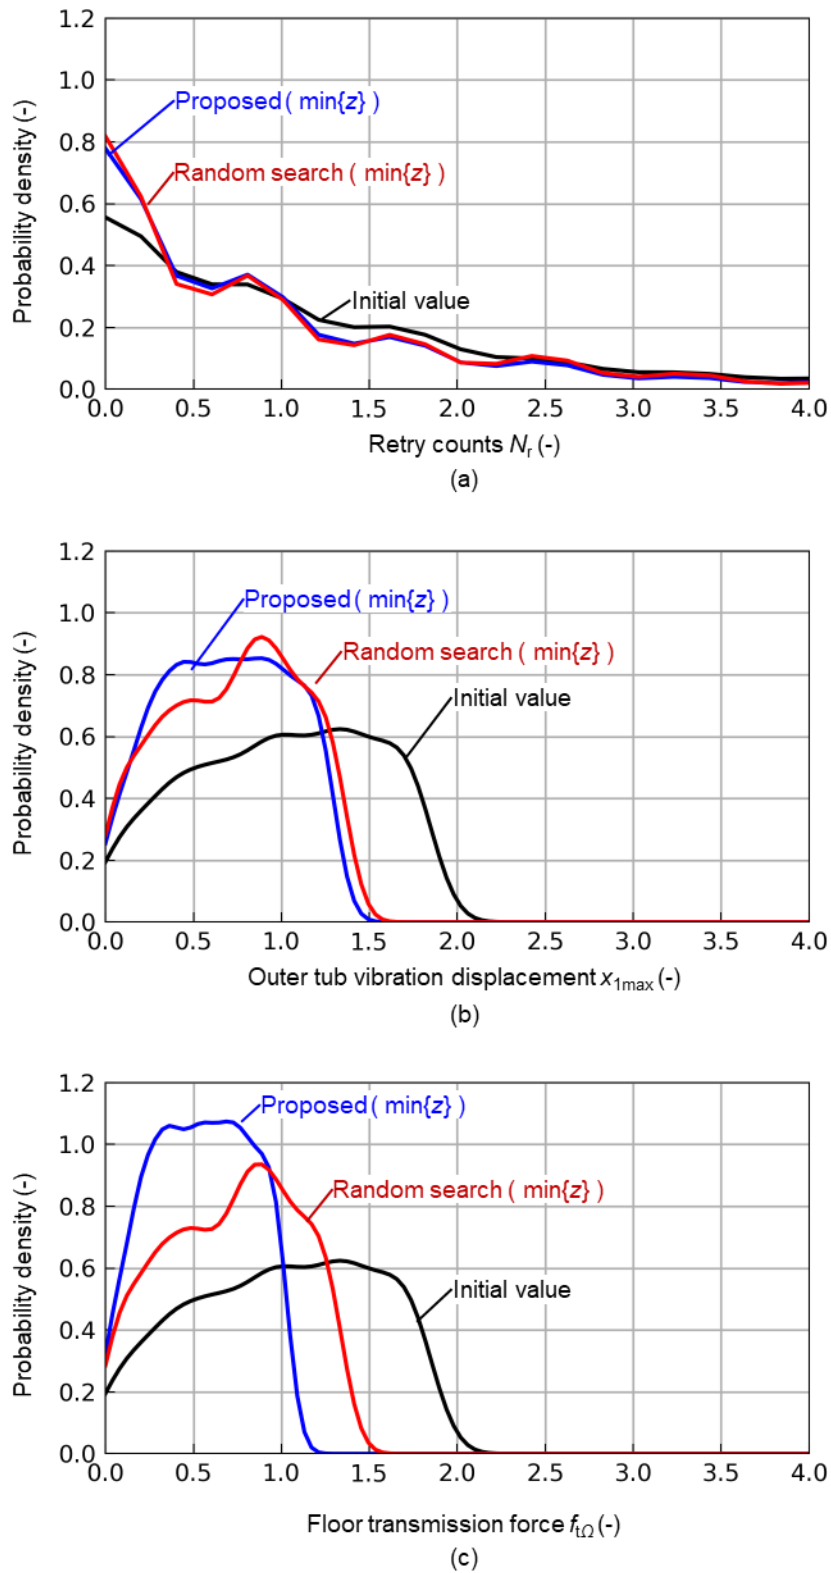 1.2
1.0
0.8
0.6
0.4
0.2
0.0
Probability density (-)
Proposed ( min{z} )
Random search ( min{z} )
Initial value
0.0 0.5 1.0 1.5 2.0 2.5 3.0 3.5 4.0
Retry counts Nr (-)
(a)
1.2
1.0
0.8
0.6
0.4
0.2
0.0
Probability density (-)
Proposed ( min{z} )
Random search ( min{z} )
Initial value
0.0 0.5 1.0 1.5 2.0 2.5 3.0 3.5 4.0
Outer tub vibration displacement x1max (-)
(b)
1.2
1.0
0.8
0.6
0.4
0.2
0.0
Probability density (-)
Proposed ( min{z} )
Random search ( min{z} )
Initial value
0.0 0.5 1.0 1.5 2.0 2.5 3.0 3.5 4.0
Floor transmission force ftΩ (-)
(c)